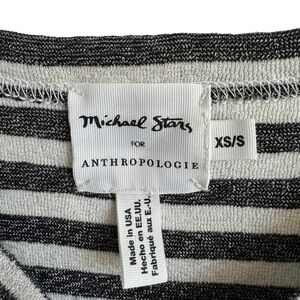 Michael Stars
FOR
ANTHROPOLOGIE
XS/S
Made in USA
Hecho en EE.UU.
Fabriqué aux E.-U.